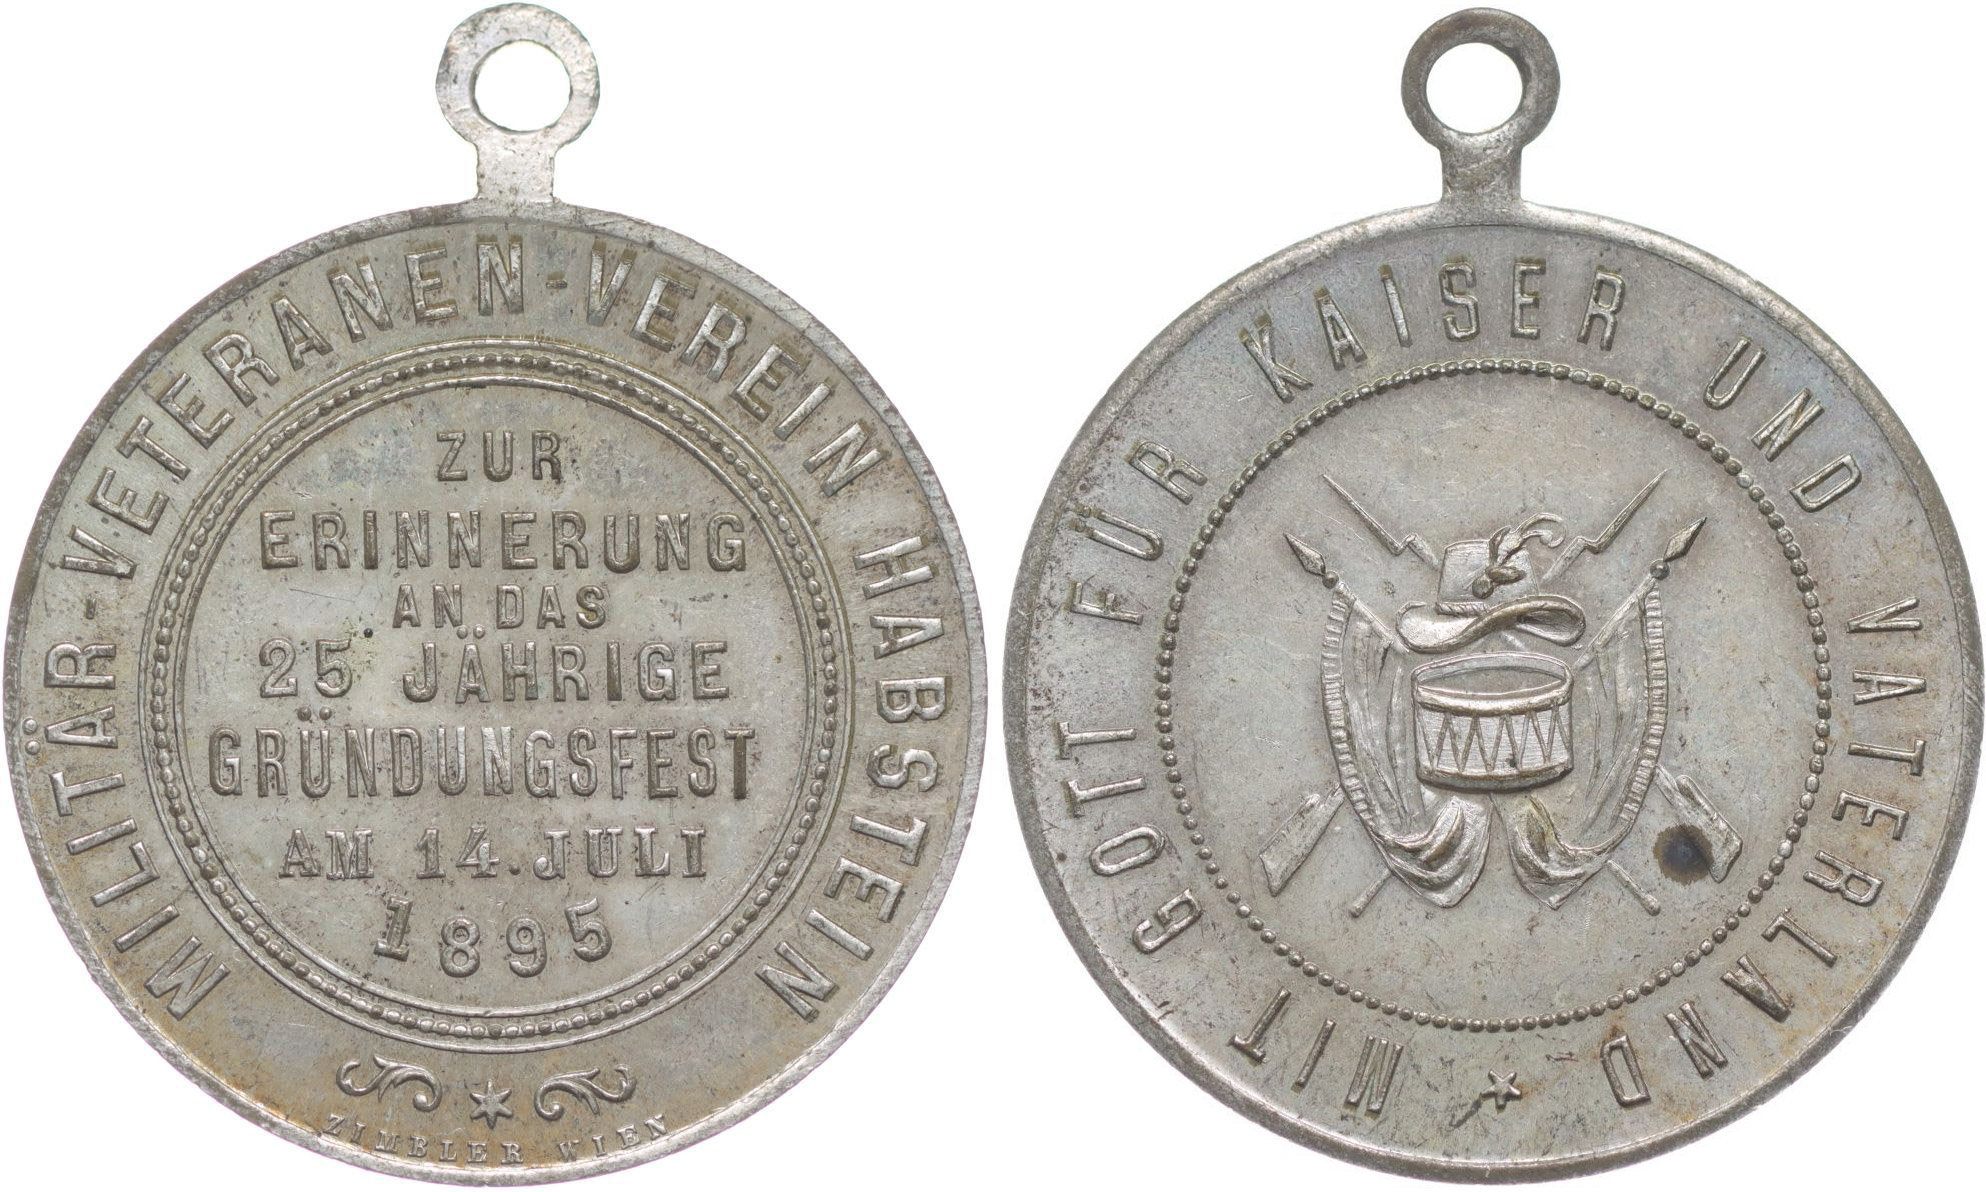 MILITÄR-VETERANEN-VEREIN HABSTEIN
ZUR
ERINNERUNG
AN DAS
25 JÄHRIGE
GRÜNDUNGSFEST
AM 14. JULI
1895
ZIMBLER WIEN
MIT GOTT FÜR KAISER UND VATERLAND